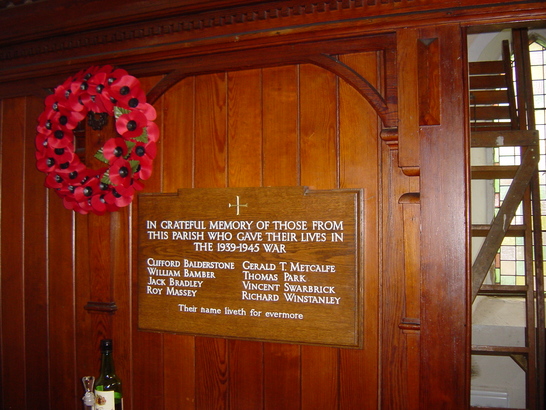 IN GRATEFUL MEMORY OF THOSE FROM
THIS PARISH WHO GAVE THEIR LIVES IN
THE 1939-1945 WAR
CLIFFORD BALDERSTONE
WILLIAM BAMBER
JACK BRADLEY
ROY MASSEY
GERALD T. METCALFE
THOMAS PARK
VINCENT SWARBRICK
RICHARD WINSTANLEY
Their name liveth for evermore